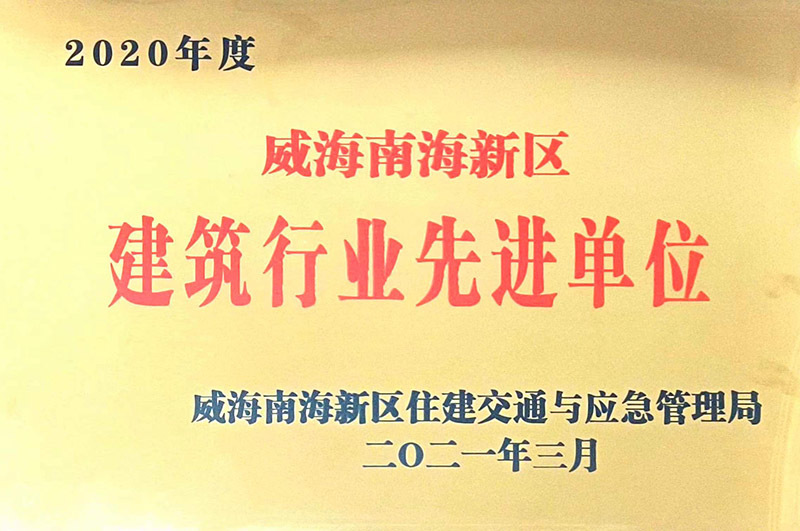 2020年度
威海南海新区
建筑行业先进单位
威海南海新区住建交通与应急管理局
二〇二一年三月